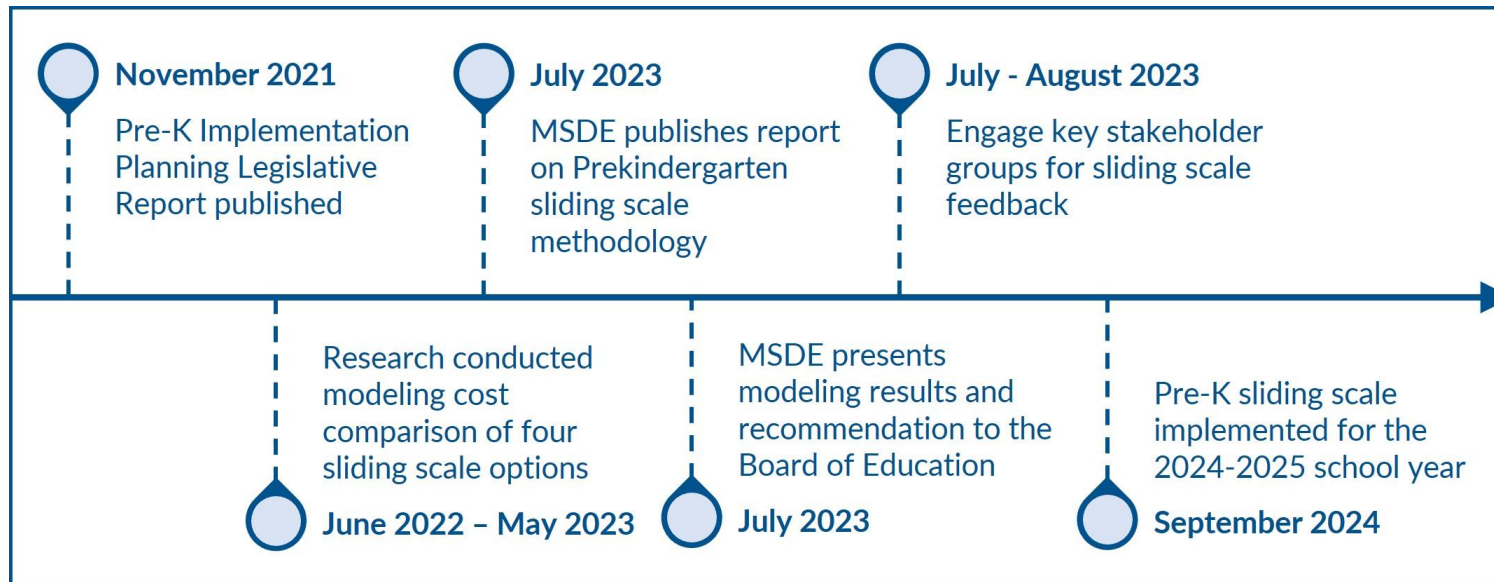 November 2021
Pre-K Implementation
Planning Legislative
Report published
Research conducted
modeling cost
comparison of four
sliding scale options
June 2022 – May 2023
July 2023
MSDE publishes report
on Prekindergarten
sliding scale
methodology
MSDE presents
modeling results and
recommendation to the
Board of Education
July 2023
July - August 2023
Engage key stakeholder
groups for sliding scale
feedback
Pre-K sliding scale
implemented for the
2024-2025 school year
September 2024